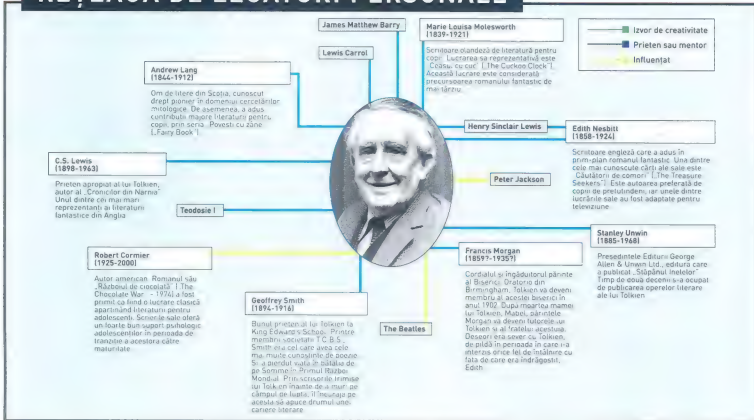 REȚEAUA DE LEGĂTURI PERSONALE
James Matthew Barry
Lewis Carrol
Marie Louisa Molesworth
(1839-1921)
Scriitoare olandeză de literatură pentru
copii. Lucrarea sa reprezentativă este
„Ceasul cu cuc" („The Cuckoo Clock").
Această lucrare este considerată
precursoarea romanului fantastic de
mai târziu.
Izvor de creativitate
Prieten sau mentor
Influențat
Andrew Lang
(1844-1912)
Om de litere din Scoția, cunoscut
drept pionier în domeniul cercetărilor
mitologice. De asemenea, a adus
contribuții majore literaturii pentru
copii, prin seria „Povești cu zâne"
(„Fairy Book").
Henry Sinclair Lewis
Edith Nesbitt
(1858-1924)
Scriitoare engleză care a adus în
prim-plan romanul fantastic. Una dintre
cele mai cunoscute cărți ale sale este
„Căutătorii de comori" („The Treasure
Seekers"). Este autoarea preferată de
copii de pretutindeni, iar unele dintre
lucrările sale au fost adaptate pentru
televiziune.
C.S. Lewis
(1898-1963)
Prieten apropiat al lui Tolkien,
autor al „Cronicilor din Narnia"
Unul dintre cei mai mari
reprezentanți ai literaturii
fantastice din Anglia
Peter Jackson
Teodosie I
Stanley Unwin
(1885-1968)
Președintele Editurii George
Allen & Unwin Ltd., editura care
a publicat „Stăpânul Inelelor"
Timp de două decenii s-a ocupat
de publicarea operelor literare
ale lui Tolkien
Robert Cormier
(1925-2000)
Autor american. Romanul său
„Războiul de ciocolată" („The
Chocolate War" - 1974) a fost
primit ca fiind o lucrare clasică
aparținând literaturii pentru
adolescenți. Scrierile sale oferă
un foarte bun suport psihologic
adolescenților în perioada de
tranziție a acestora către
maturitate
Francis Morgan
(1859?-1935?)
Cordialul și îngăduitorul părinte
al Bisericii Oratorio din
Birmingham. Tolkien va deveni
membru al acestei biserici în
anul 1902. După moartea mamei
lui Tolkien, Mabel, părintele
Morgan va deveni tutorele lui
Tolkien și al fratelui acestuia.
Deseori era sever cu Tolkien,
de pildă în perioada în care i-a
interzis orice fel de întâlnire cu
fata de care era îndrăgostit,
Edith
Geoffrey Smith
(1894-1916)
Bunul prieten al lui Tolkien la
King Edward's School. Printre
membrii societății T.C.B.S.,
Smith era cel care avea cele
mai multe cunoștințe de poezie.
Și-a pierdut viața în bătălia de
pe Somme în Primul Război
Mondial. Prin scrisorile trimise
lui Tolkien înainte de a muri pe
câmpul de luptă, îl încuraja pe
acesta să apuce drumul unei
cariere literare.
The Beatles